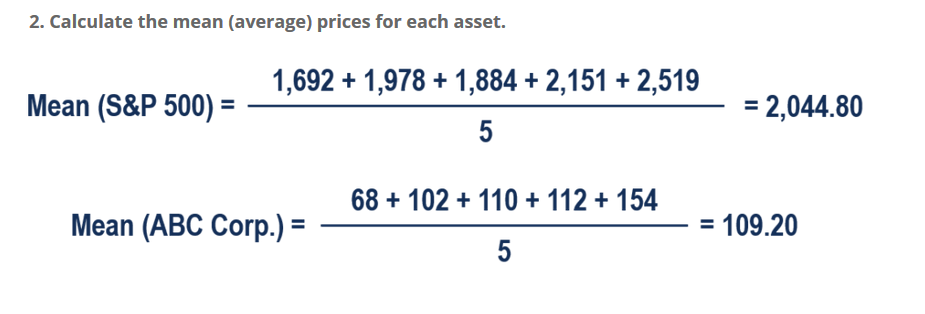 2. Calculate the mean (average) prices for each asset.
1,692 + 1,978 + 1,884 + 2,151 + 2,519
Mean (S&P 500) =
= 2,044.80
5
68 + 102 + 110 + 112 + 154
Mean (ABC Corp.) =
= 109.20
5